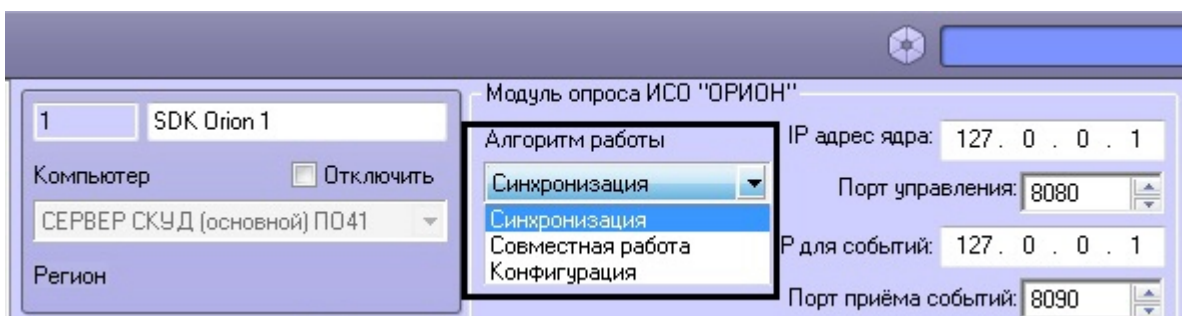 1 SDK Orion 1
Компьютер Отключить
СЕРВЕР СКУД (основной) ПО41
Регион
Модуль опроса ИСО "ОРИОН"
Алгоритм работы
Синхронизация
Синхронизация
Совместная работа
Конфигурация
IP адрес ядра: 127 . 0 . 0 . 1
Порт управления: 8080
P для событий: 127 . 0 . 0 . 1
Порт приёма событий: 8090